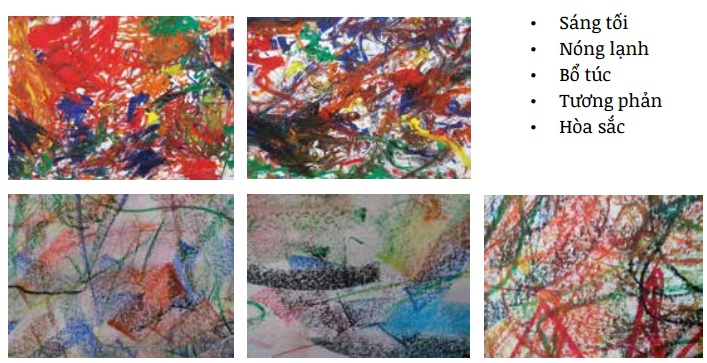 • Sáng tối
• Nóng lạnh
• Bổ túc
• Tương phản
• Hòa sắc